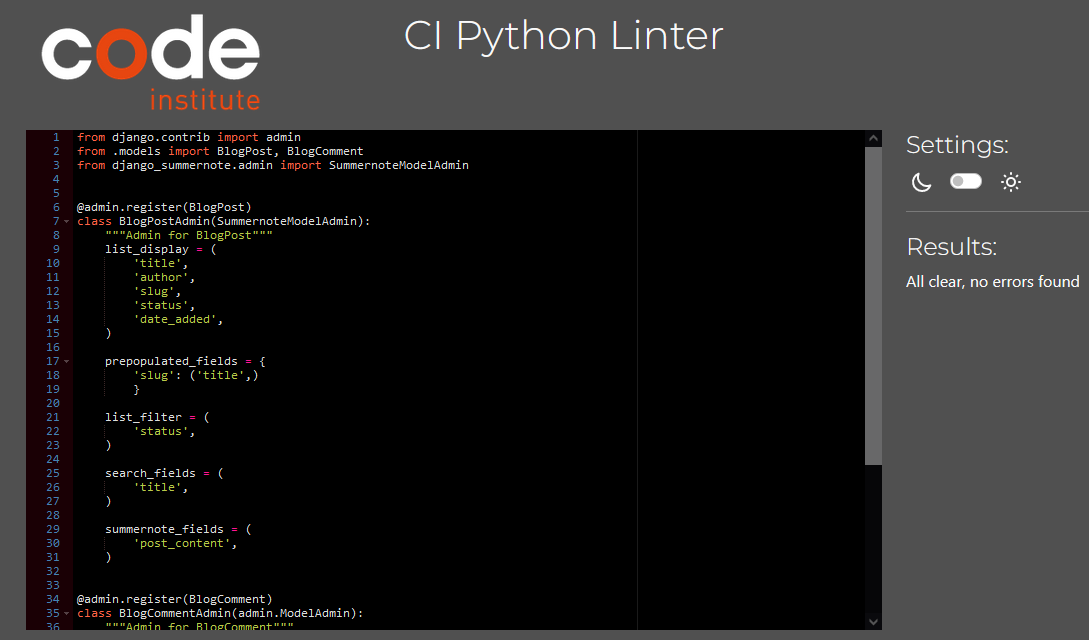 code
institute
CI Python Linter
1 from django.contrib import admin
2 from .models import BlogPost, BlogComment
3 from django_summernote.admin import SummernoteModelAdmin
4
5
6 @admin.register(BlogPost)
7 class BlogPostAdmin(SummernoteModelAdmin):
8     """Admin for BlogPost"""
9     list_display = (
10         'title',
11         'author',
12         'slug',
13         'status',
14         'date_added',
15     )
16
17     prepopulated_fields = {
18         'slug': ('title',)
19         }
20
21     list_filter = (
22         'status',
23     )
24
25     search_fields = (
26         'title',
27     )
28
29     summernote_fields = (
30         'post_content',
31     )
32
33
34 @admin.register(BlogComment)
35 class BlogCommentAdmin(admin.ModelAdmin):
36     """Admin for BlogComment"""
Settings:
Results:
All clear, no errors found